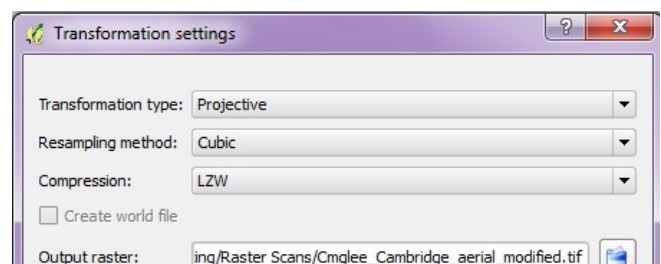 Transformation settings
Transformation type: Projective
Resampling method: Cubic
Compression: LZW
Create world file
Output raster: ing/Raster Scans/Cmglee_Cambridge_aerial_modified.tif